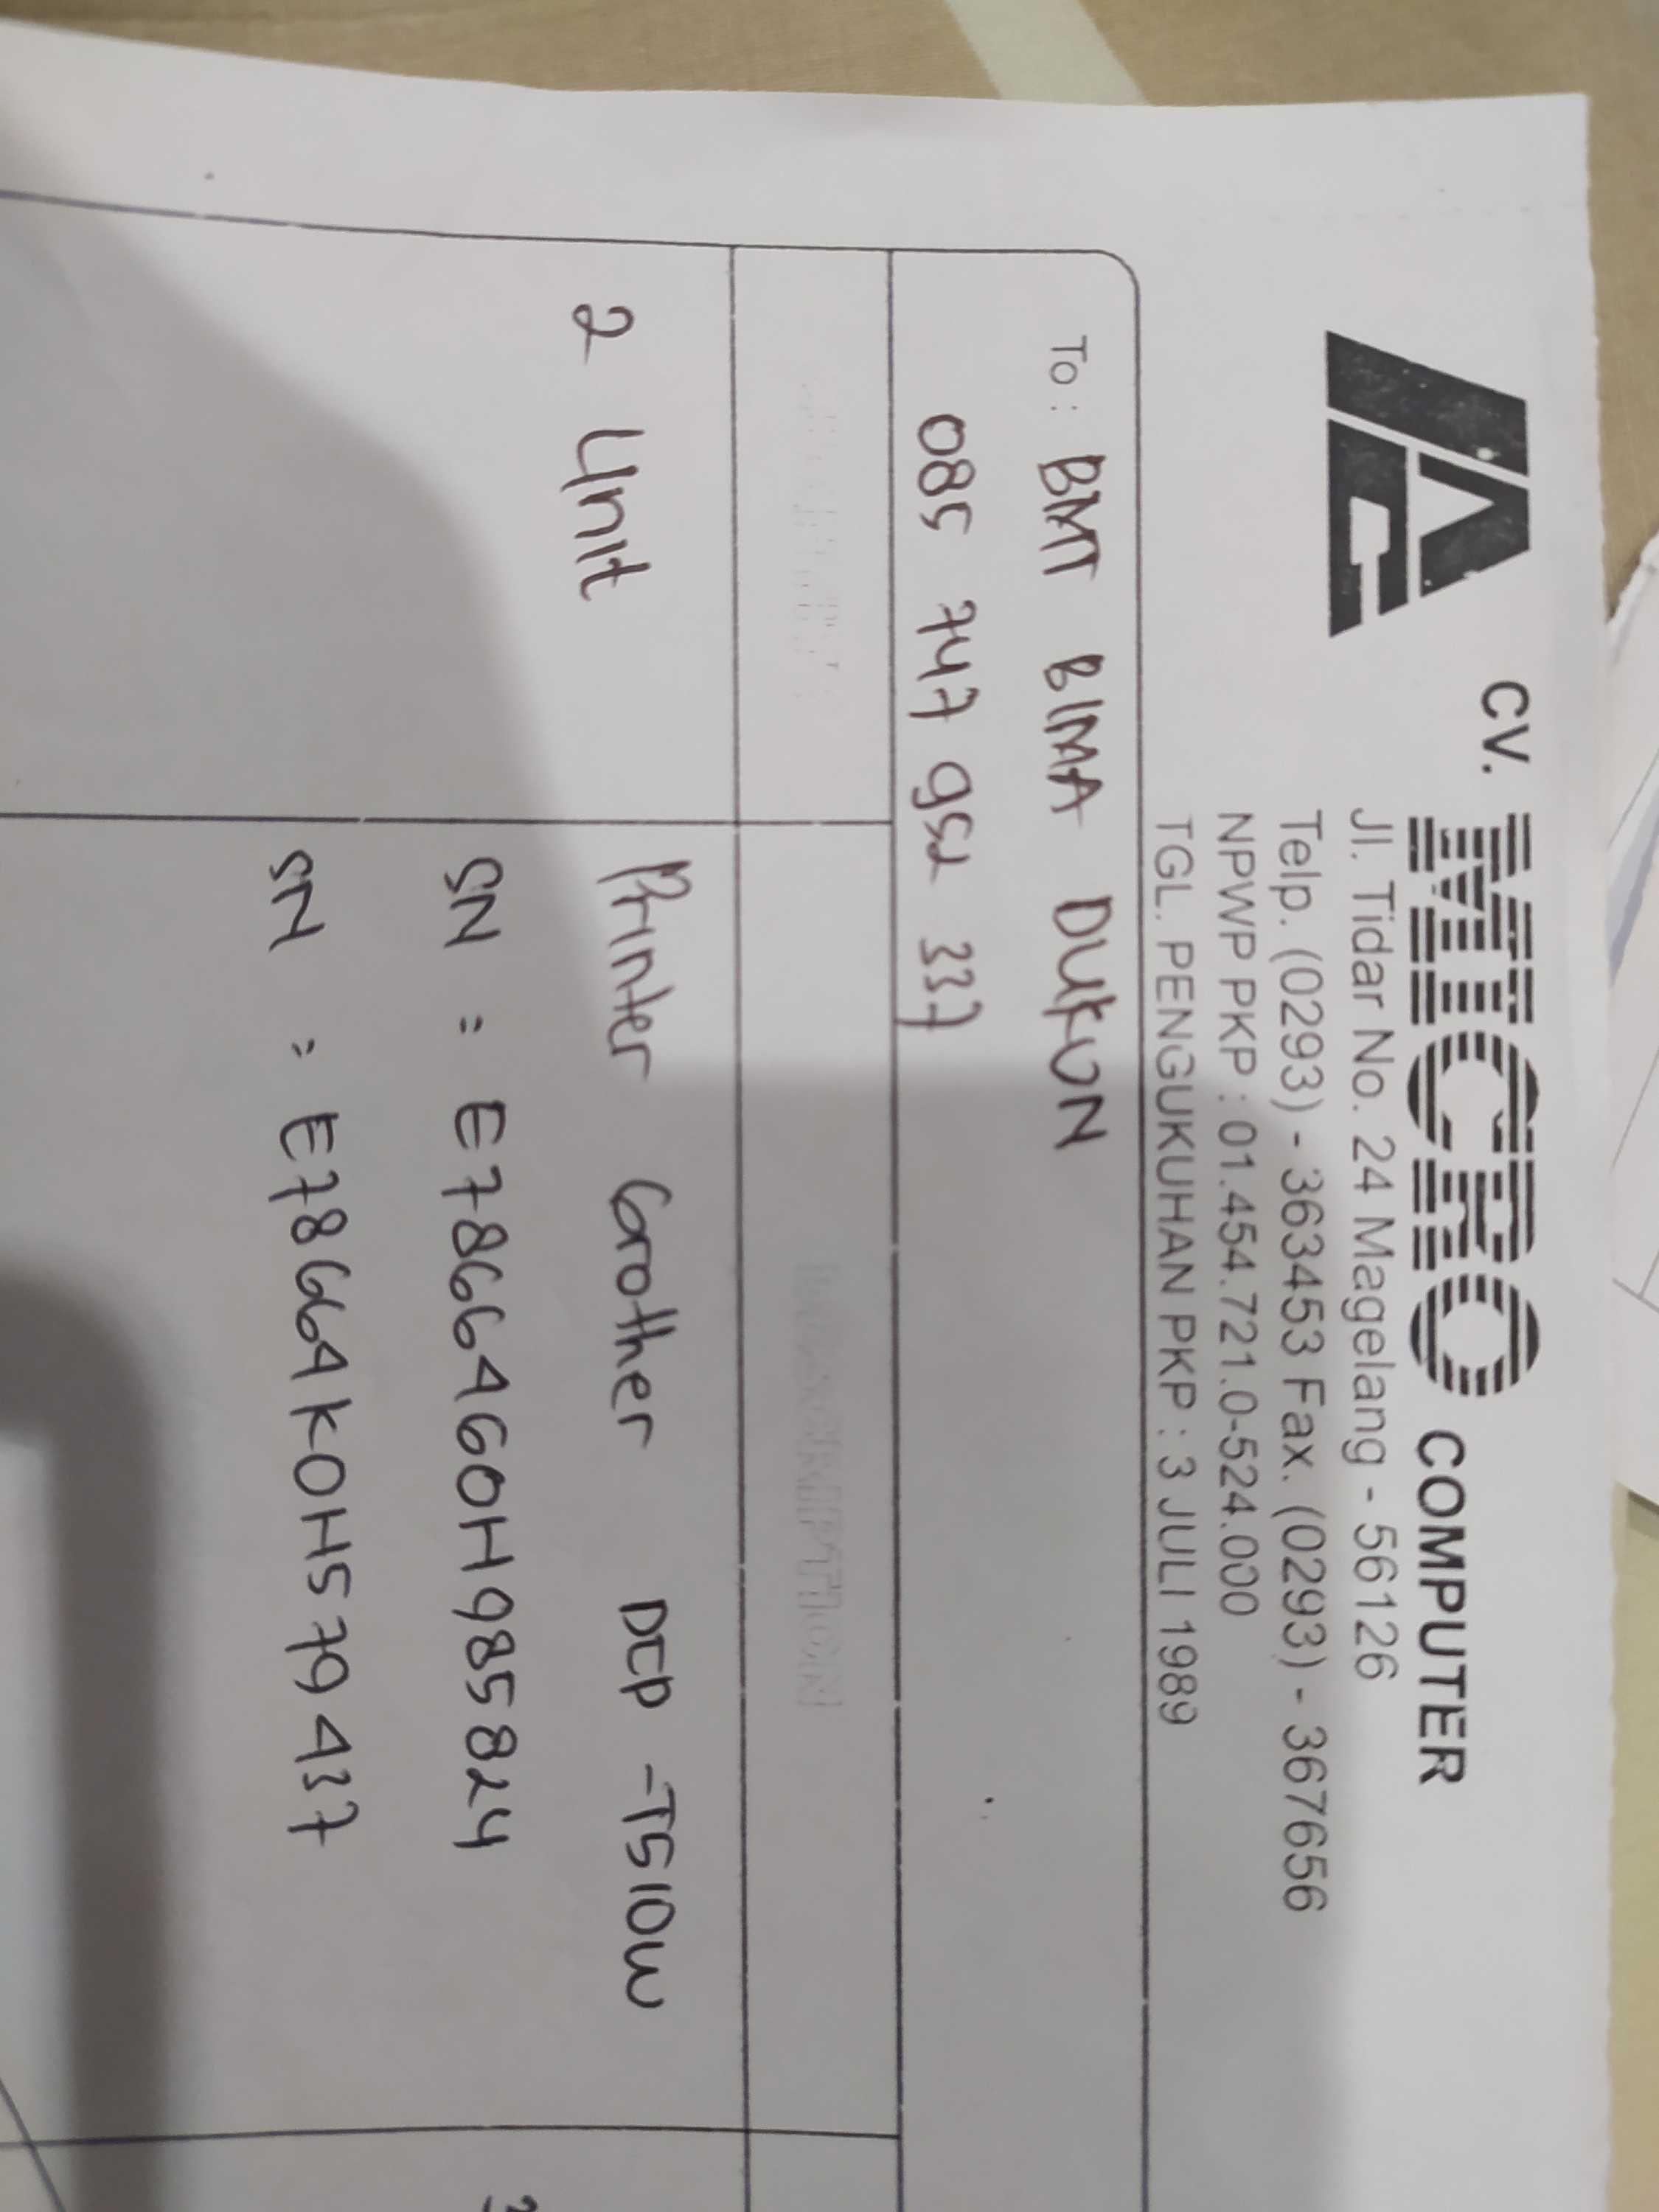 CV. MICRO COMPUTER
Jl. Tidar No. 24 Magelang - 56126
Telp. (0293) - 363453 Fax. (0293) - 367656
NPWP PKP : 01.454.721.0-524.000
TGL. PENGUKUHAN PKP : 3 JULI 1989
To : BMT BIMA DUKUN
085 747 952 337
DESCRIPTION
2 Unit Printer Brother DCP - T510W
SN = E78664G0H985824
SN = E78664K0H579437